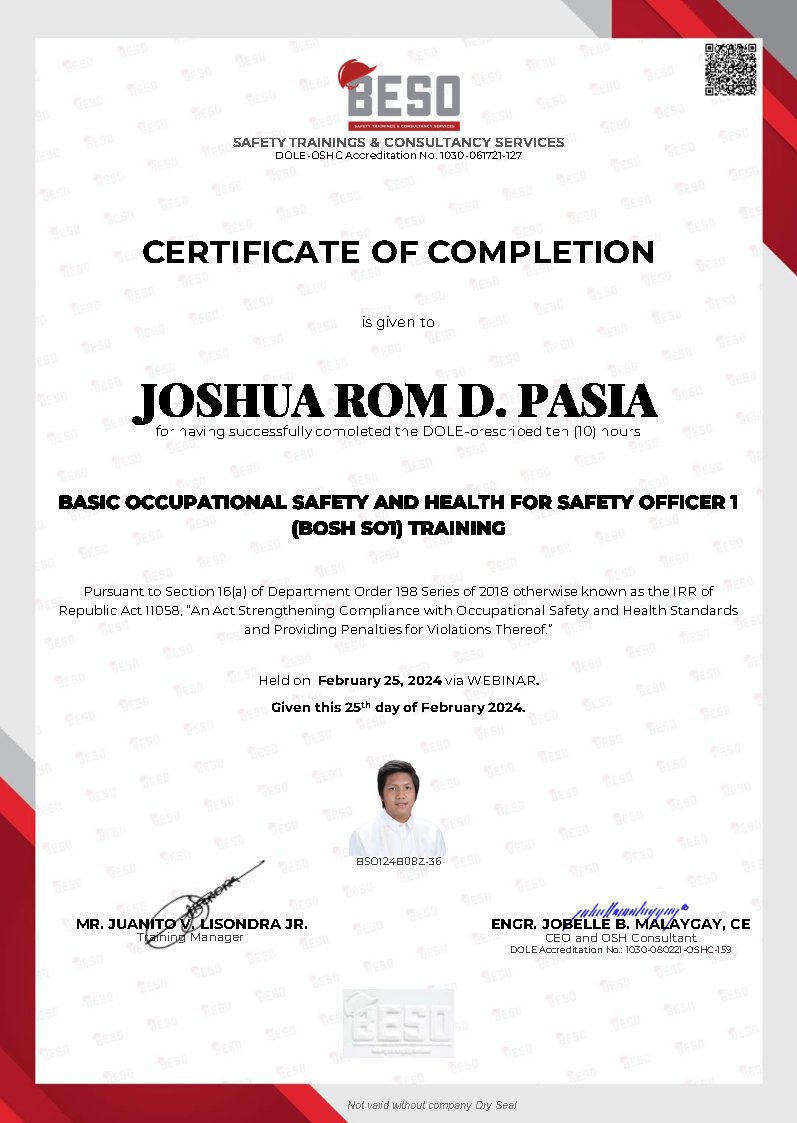 BESO
SAFETY TRAININGS & CONSULTANCY SERVICES
SAFETY TRAININGS & CONSULTANCY SERVICES
DOLE-OSHC Accreditation No. 1030-061721-127
CERTIFICATE OF COMPLETION
is given to
JOSHUA ROM D. PASIA
for having successfully completed the DOLE-prescribed ten (10) hours
BASIC OCCUPATIONAL SAFETY AND HEALTH FOR SAFETY OFFICER 1
(BOSH SO1) TRAINING
Pursuant to Section 16(a) of Department Order 198 Series of 2018 otherwise known as the IRR of
Republic Act 11058, “An Act Strengthening Compliance with Occupational Safety and Health Standards
and Providing Penalties for Violations Thereof.”
Held on February 25, 2024 via WEBINAR.
Given this 25th day of February 2024.
BSO124B08Z-36
MR. JUANITO V. LISONDRA JR.
Training Manager
ENGR. JOBELLE B. MALAYGAY, CE
CEO and OSH Consultant
DOLE Accreditation No.: 1030-080221-OSHC-159
BESO
Not valid without company Dry Seal